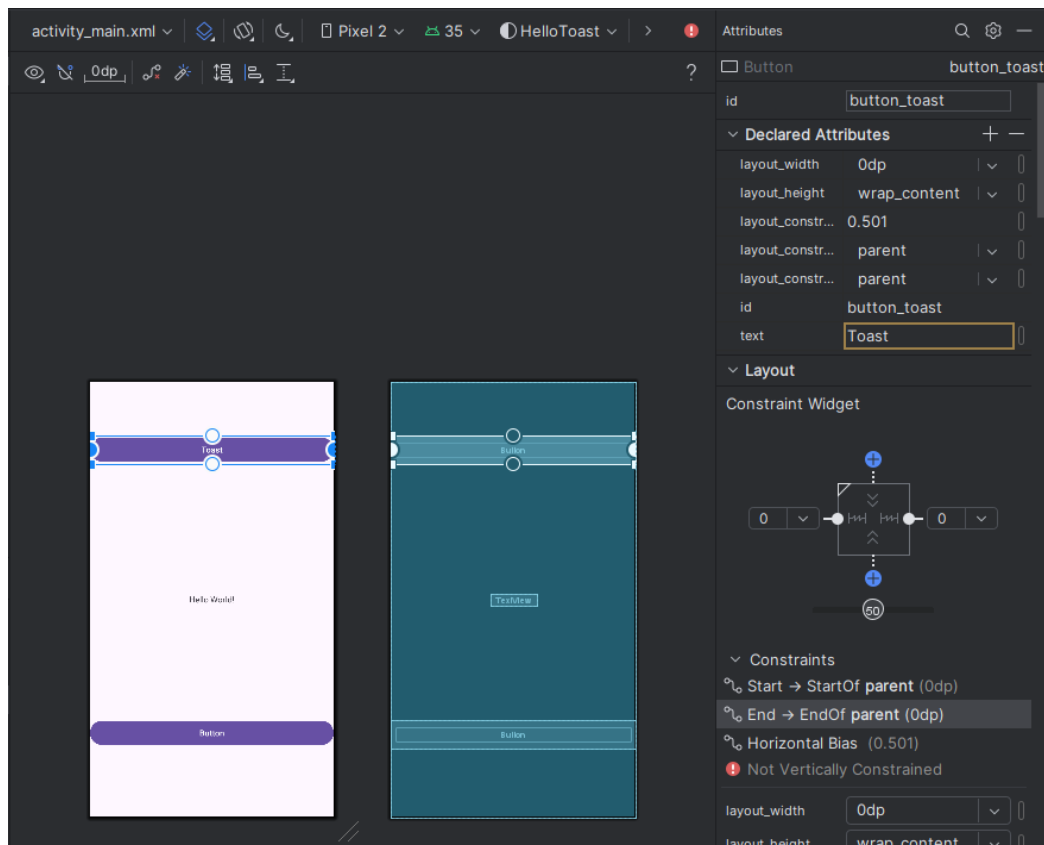 activity_main.xml Pixel 2 35 HelloToast
0dp
?
Toast
Hello World!
Button
Button
TextView
Button
Attributes
Button button_toast
id button_toast
Declared Attributes
layout_width 0dp
layout_height wrap_content
layout_constr... 0.501
layout_constr... parent
layout_constr... parent
id button_toast
text Toast
Layout
Constraint Widget
0 0
50
Constraints
Start → StartOf parent (0dp)
End → EndOf parent (0dp)
Horizontal Bias (0.501)
Not Vertically Constrained
layout_width 0dp
layout_height wrap_content